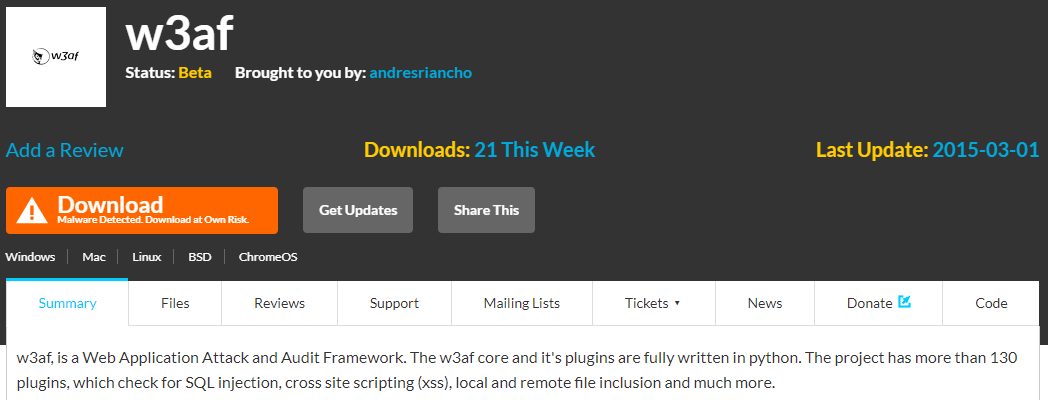 w3af
w3af
Status: Beta Brought to you by: andresriancho
Add a Review Downloads: 21 This Week Last Update: 2015-03-01
Download
Malware Detected. Download at Own Risk.
Get Updates Share This
Windows Mac Linux BSD ChromeOS
Summary Files Reviews Support Mailing Lists Tickets ▼ News Donate Code
w3af, is a Web Application Attack and Audit Framework. The w3af core and it's plugins are fully written in python. The project has more than 130
plugins, which check for SQL injection, cross site scripting (xss), local and remote file inclusion and much more.